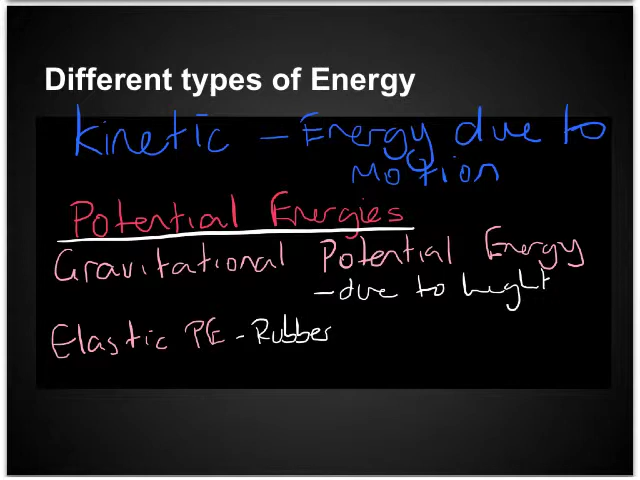 Different types of Energy
Kinetic - Energy due to
Motion
Potential Energies
Gravitational Potential Energy
- due to height
Elastic PE - Rubber